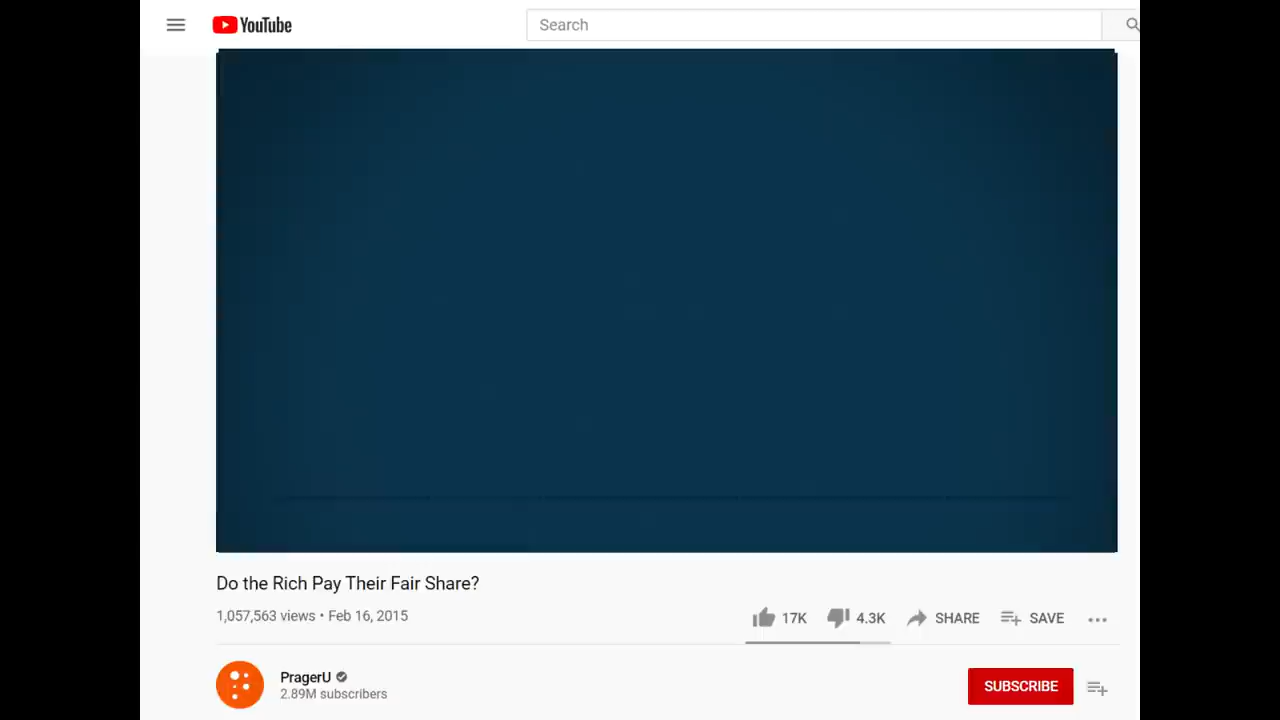 YouTube
Search
Do the Rich Pay Their Fair Share?
1,057,563 views • Feb 16, 2015
17K 4.3K SHARE SAVE
PragerU
2.89M subscribers
SUBSCRIBE